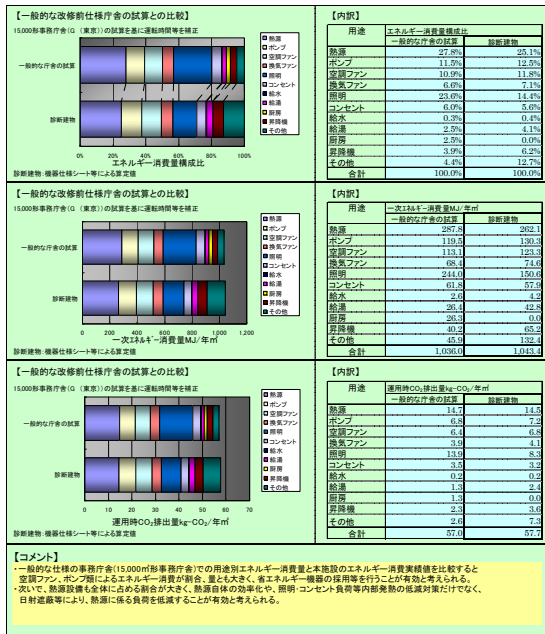 【一般的な改修前仕様庁舎の試算との比較】
15,000形事務庁舎(G （東京）)の試算を基に運転時間等を補正
一般的な庁舎の試算
診断建物
0% 20% 40% 60% 80% 100%
エネルギー消費量構成比
熱源
ポンプ
空調ファン
換気ファン
照明
コンセント
給水
給湯
厨房
昇降機
その他
診断建物:機器仕様シート等による算定値
【内訳】
用途 エネルギー消費量構成比
一般的な庁舎の試算 診断建物
熱源 27.8% 25.1%
ポンプ 11.5% 12.5%
空調ファン 10.9% 11.8%
換気ファン 6.6% 7.1%
照明 23.6% 14.4%
コンセント 6.0% 5.6%
給水 0.3% 0.4%
給湯 2.5% 4.1%
厨房 2.5% 0.0%
昇降機 3.9% 6.2%
その他 4.4% 12.7%
合計 100.0% 100.0%
【一般的な改修前仕様庁舎の試算との比較】
15,000形事務庁舎(G （東京）)の試算を基に運転時間等を補正
一般的な庁舎の試算
診断建物
0 200 400 600 800 1,000 1,200
一次エネルギー消費量MJ/年㎡
熱源
ポンプ
空調ファン
換気ファン
照明
コンセント
給水
給湯
厨房
昇降機
その他
診断建物:機器仕様シート等による算定値
【内訳】
用途 一次エネルギー消費量MJ/年㎡
一般的な庁舎の試算 診断建物
熱源 287.8 262.1
ポンプ 119.5 130.3
空調ファン 113.1 123.3
換気ファン 68.4 74.6
照明 244.0 150.6
コンセント 61.8 57.9
給水 2.6 4.2
給湯 26.4 42.8
厨房 26.3 0.0
昇降機 40.2 65.2
その他 45.9 132.4
合計 1,036.0 1,043.4
【一般的な改修前仕様庁舎の試算との比較】
15,000形事務庁舎(G （東京）)の試算を基に運転時間等を補正
一般的な庁舎の試算
診断建物
0 10 20 30 40 50 60 70
運用時CO₂排出量kg-CO₂/年㎡
熱源
ポンプ
空調ファン
換気ファン
照明
コンセント
給水
給湯
厨房
昇降機
その他
診断建物:機器仕様シート等による算定値
【内訳】
用途 運用時CO₂排出量kg-CO₂/年㎡
一般的な庁舎の試算 診断建物
熱源 14.7 14.5
ポンプ 6.8 7.2
空調ファン 6.4 6.8
換気ファン 3.9 4.1
照明 13.9 8.3
コンセント 3.5 3.2
給水 0.2 0.2
給湯 1.3 2.4
厨房 1.3 0.0
昇降機 2.3 3.6
その他 2.6 7.3
合計 57.0 57.7
【コメント】
・一般的な仕様の事務庁舎(15,000㎡形事務庁舎)での用途別エネルギー消費量と本施設のエネルギー消費実績値を比較すると
空調ファン、ポンプ類によるエネルギー消費が割合、量とも大きく、省エネルギー機器の採用等を行うことが有効と考えられる。
・次いで、熱源設備も全体に占める割合が大きく、熱源自体の効率化や、照明・コンセント負荷等内部発熱の低減対策だけでなく、
日射遮蔽等により、熱源に係る負荷を低減することが有効と考えられる。